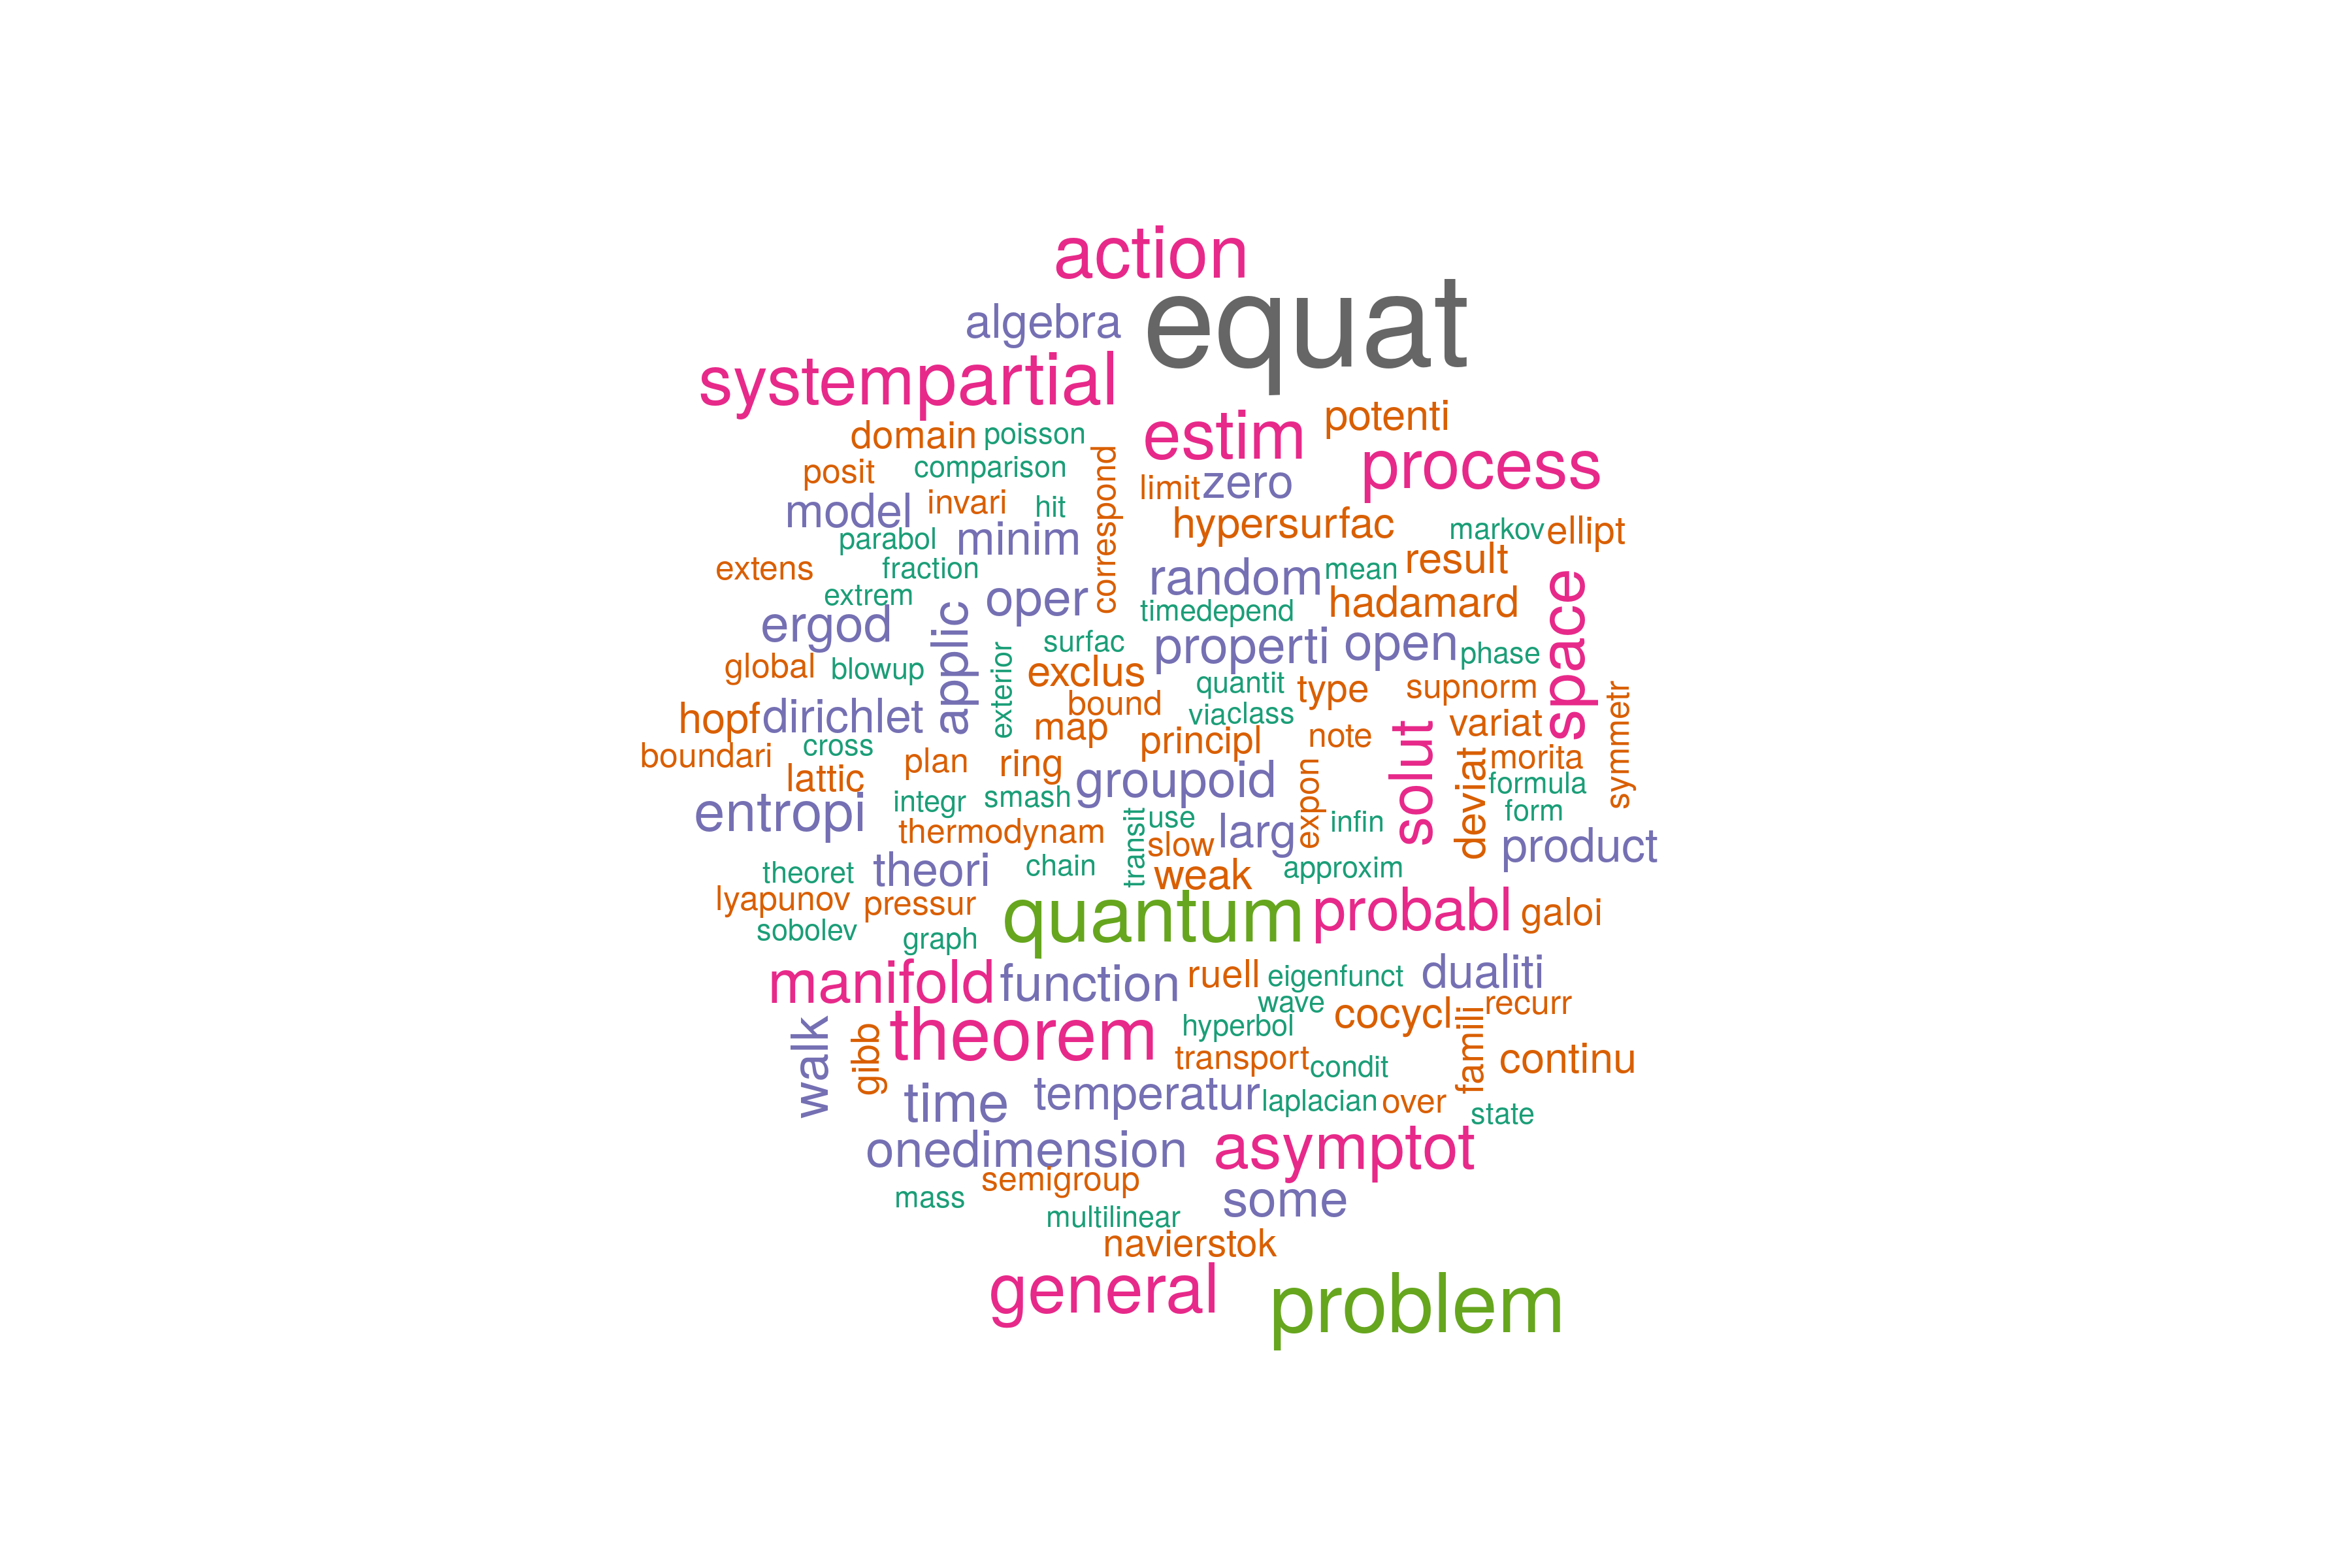 action
equat
algebra
systempartial
estim
potenti
domain
poisson
process
posit
comparison
correspond
limit
zero
model
invari
hit
hypersurfac
markov
ellipt
parabol
minim
extens
fraction
random
mean
result
extrem
oper
timedepend
hadamard
space
ergod
applic
surfac
properti
open
phase
global
blowup
exterior
exclus
quantit
type
supnorm
symmetr
bound
hopf
dirichlet
map
viaclass
variat
boundari
cross
plan
ring
principl
note
solut
deviat
morita
lattic
groupoid
expon
formula
entropi
integr
smash
transit
use
larg
infin
form
thermodynam
slow
product
theoret
theori
chain
weak
approxim
lyapunov
pressur
quantum
probabl
galoi
sobolev
graph
manifold
function
ruell
eigenfunct
dualiti
wave
cocycl
famili
recurr
walk
gibb
theorem
hyperbol
transport
condit
continu
time
temperatur
laplacian
over
state
onedimension
asymptot
semigroup
mass
some
multilinear
navierstok
general
problem